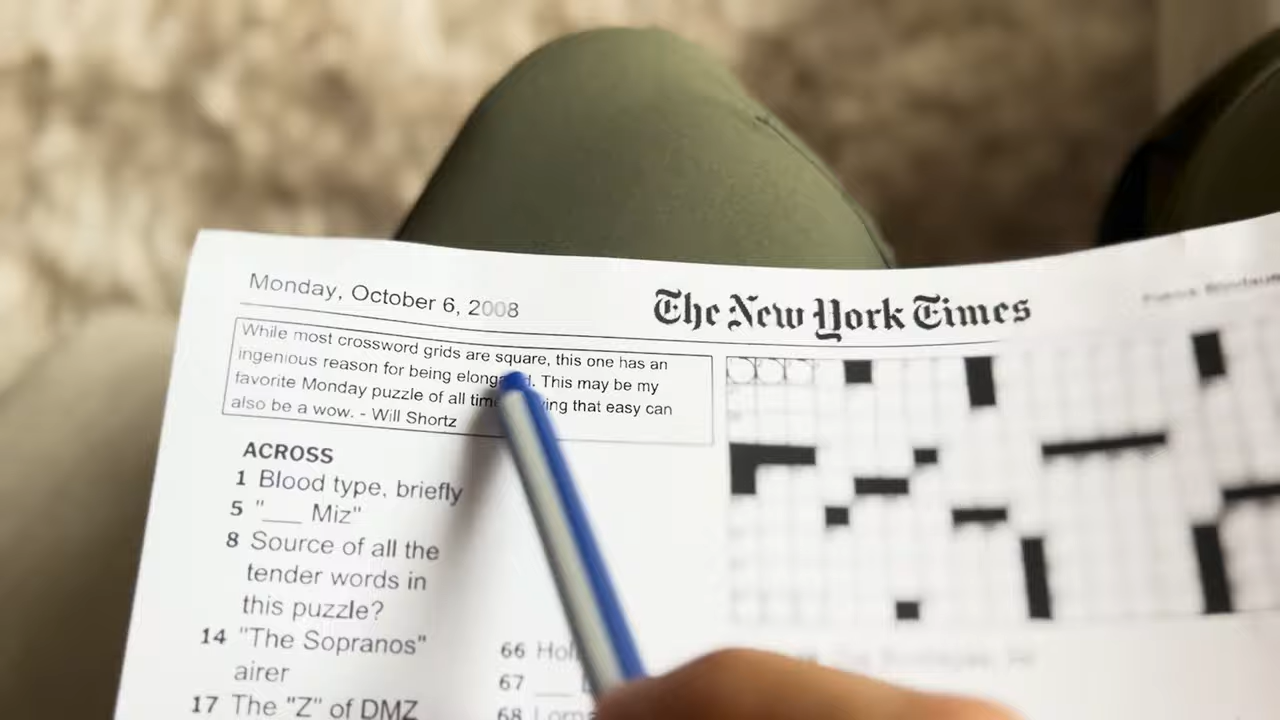 Monday, October 6, 2008
The New York Times
While most crossword grids are square, this one has an
ingenious reason for being This may be my
favorite Monday puzzle of all that easy can
also be a wow. - Will Shortz
ACROSS
1 Blood type, briefly
5 "___ Miz"
8 Source of all the
tender words in
this puzzle?
14 "The Sopranos"
airer
17 The "Z" of DMZ
66
67 ___
68